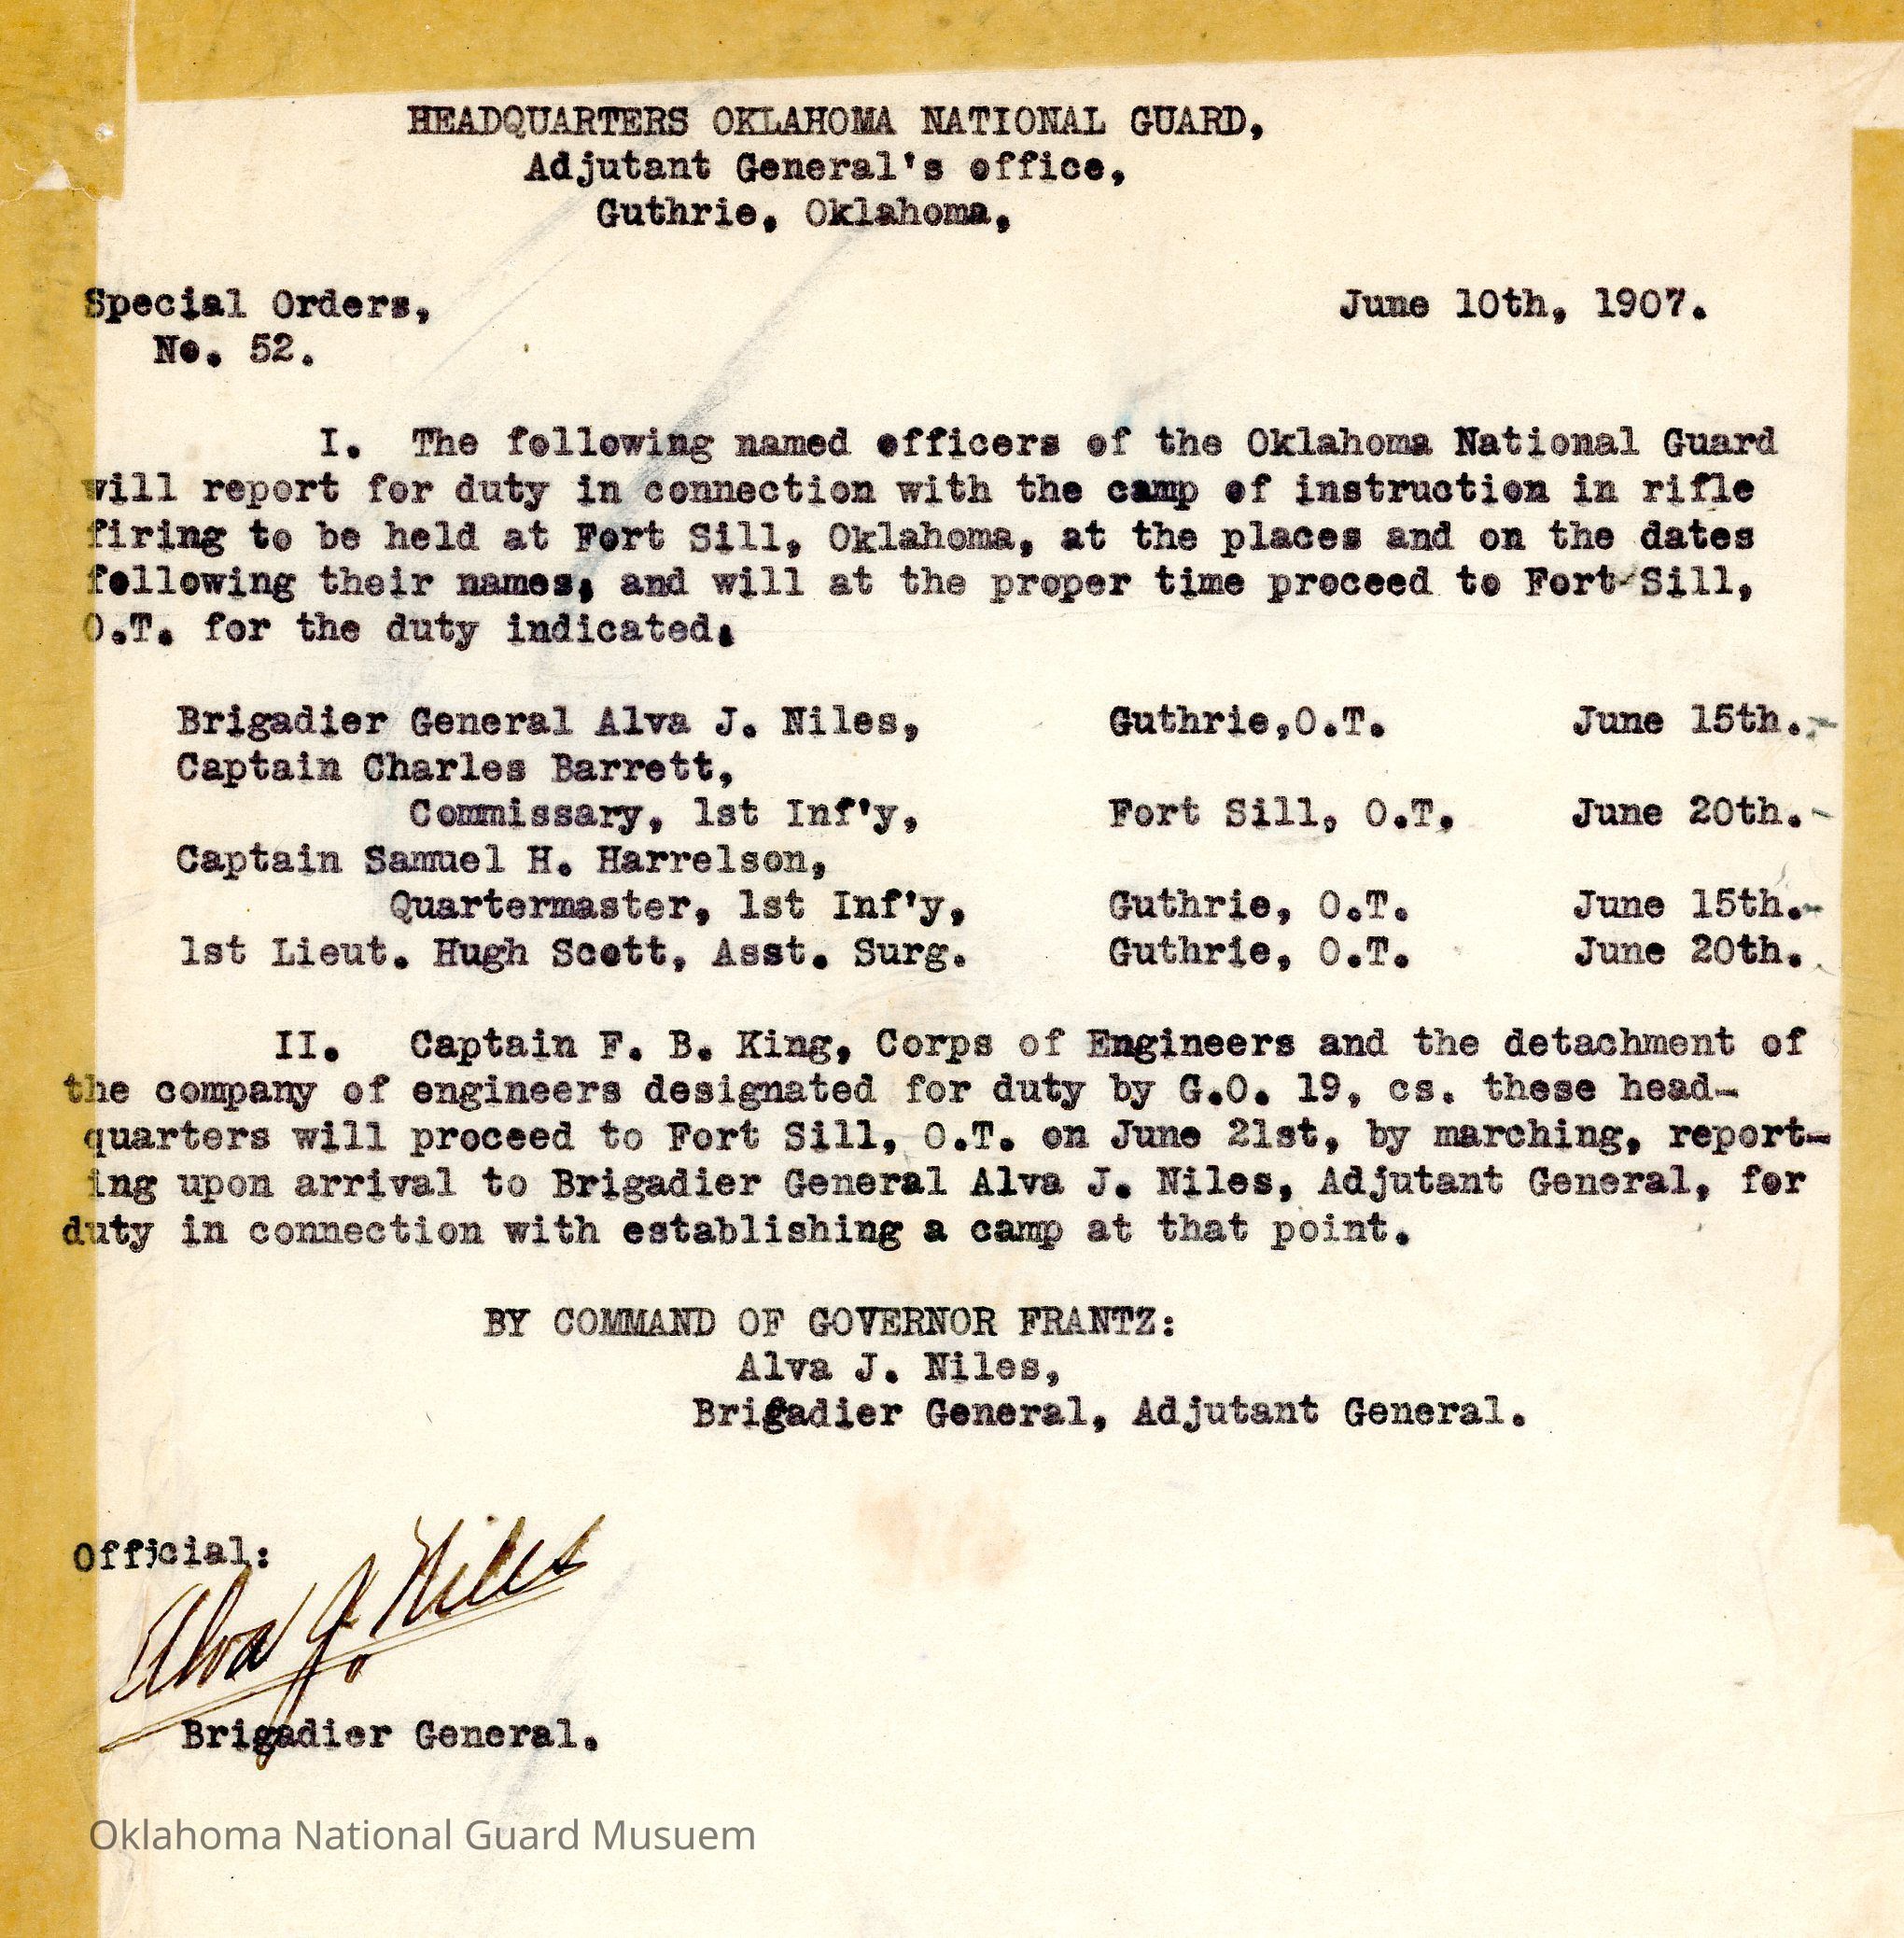 HEADQUARTERS OKLAHOMA NATIONAL GUARD,
Adjutant General's office,
Guthrie, Oklahoma,
Special Orders, June 10th, 1907.
No. 52.
I. The following named officers of the Oklahoma National Guard
will report for duty in connection with the camp of instruction in rifle
firing to be held at Fort Sill, Oklahoma, at the places and on the dates
following their names, and will at the proper time proceed to Fort Sill,
O.T. for the duty indicated.
Brigadier General Alva J. Niles, Guthrie,O.T. June 15th.
Captain Charles Barrett,
Commissary, 1st Inf'y, Fort Sill, O.T. June 20th.
Captain Samuel H. Harrelson,
Quartermaster, 1st Inf'y, Guthrie, O.T. June 15th.
1st Lieut. Hugh Scott, Asst. Surg. Guthrie, O.T. June 20th.
II. Captain F. B. King, Corps of Engineers and the detachment of
the company of engineers designated for duty by G.O. 19, cs. these head-
quarters will proceed to Fort Sill, O.T. on June 21st, by marching, report-
ing upon arrival to Brigadier General Alva J. Niles, Adjutant General, for
duty in connection with establishing a camp at that point.
BY COMMAND OF GOVERNOR FRANTZ:
Alva J. Niles,
Brigadier General, Adjutant General.
Official:
Alva J. Niles
Brigadier General.
Oklahoma National Guard Musuem